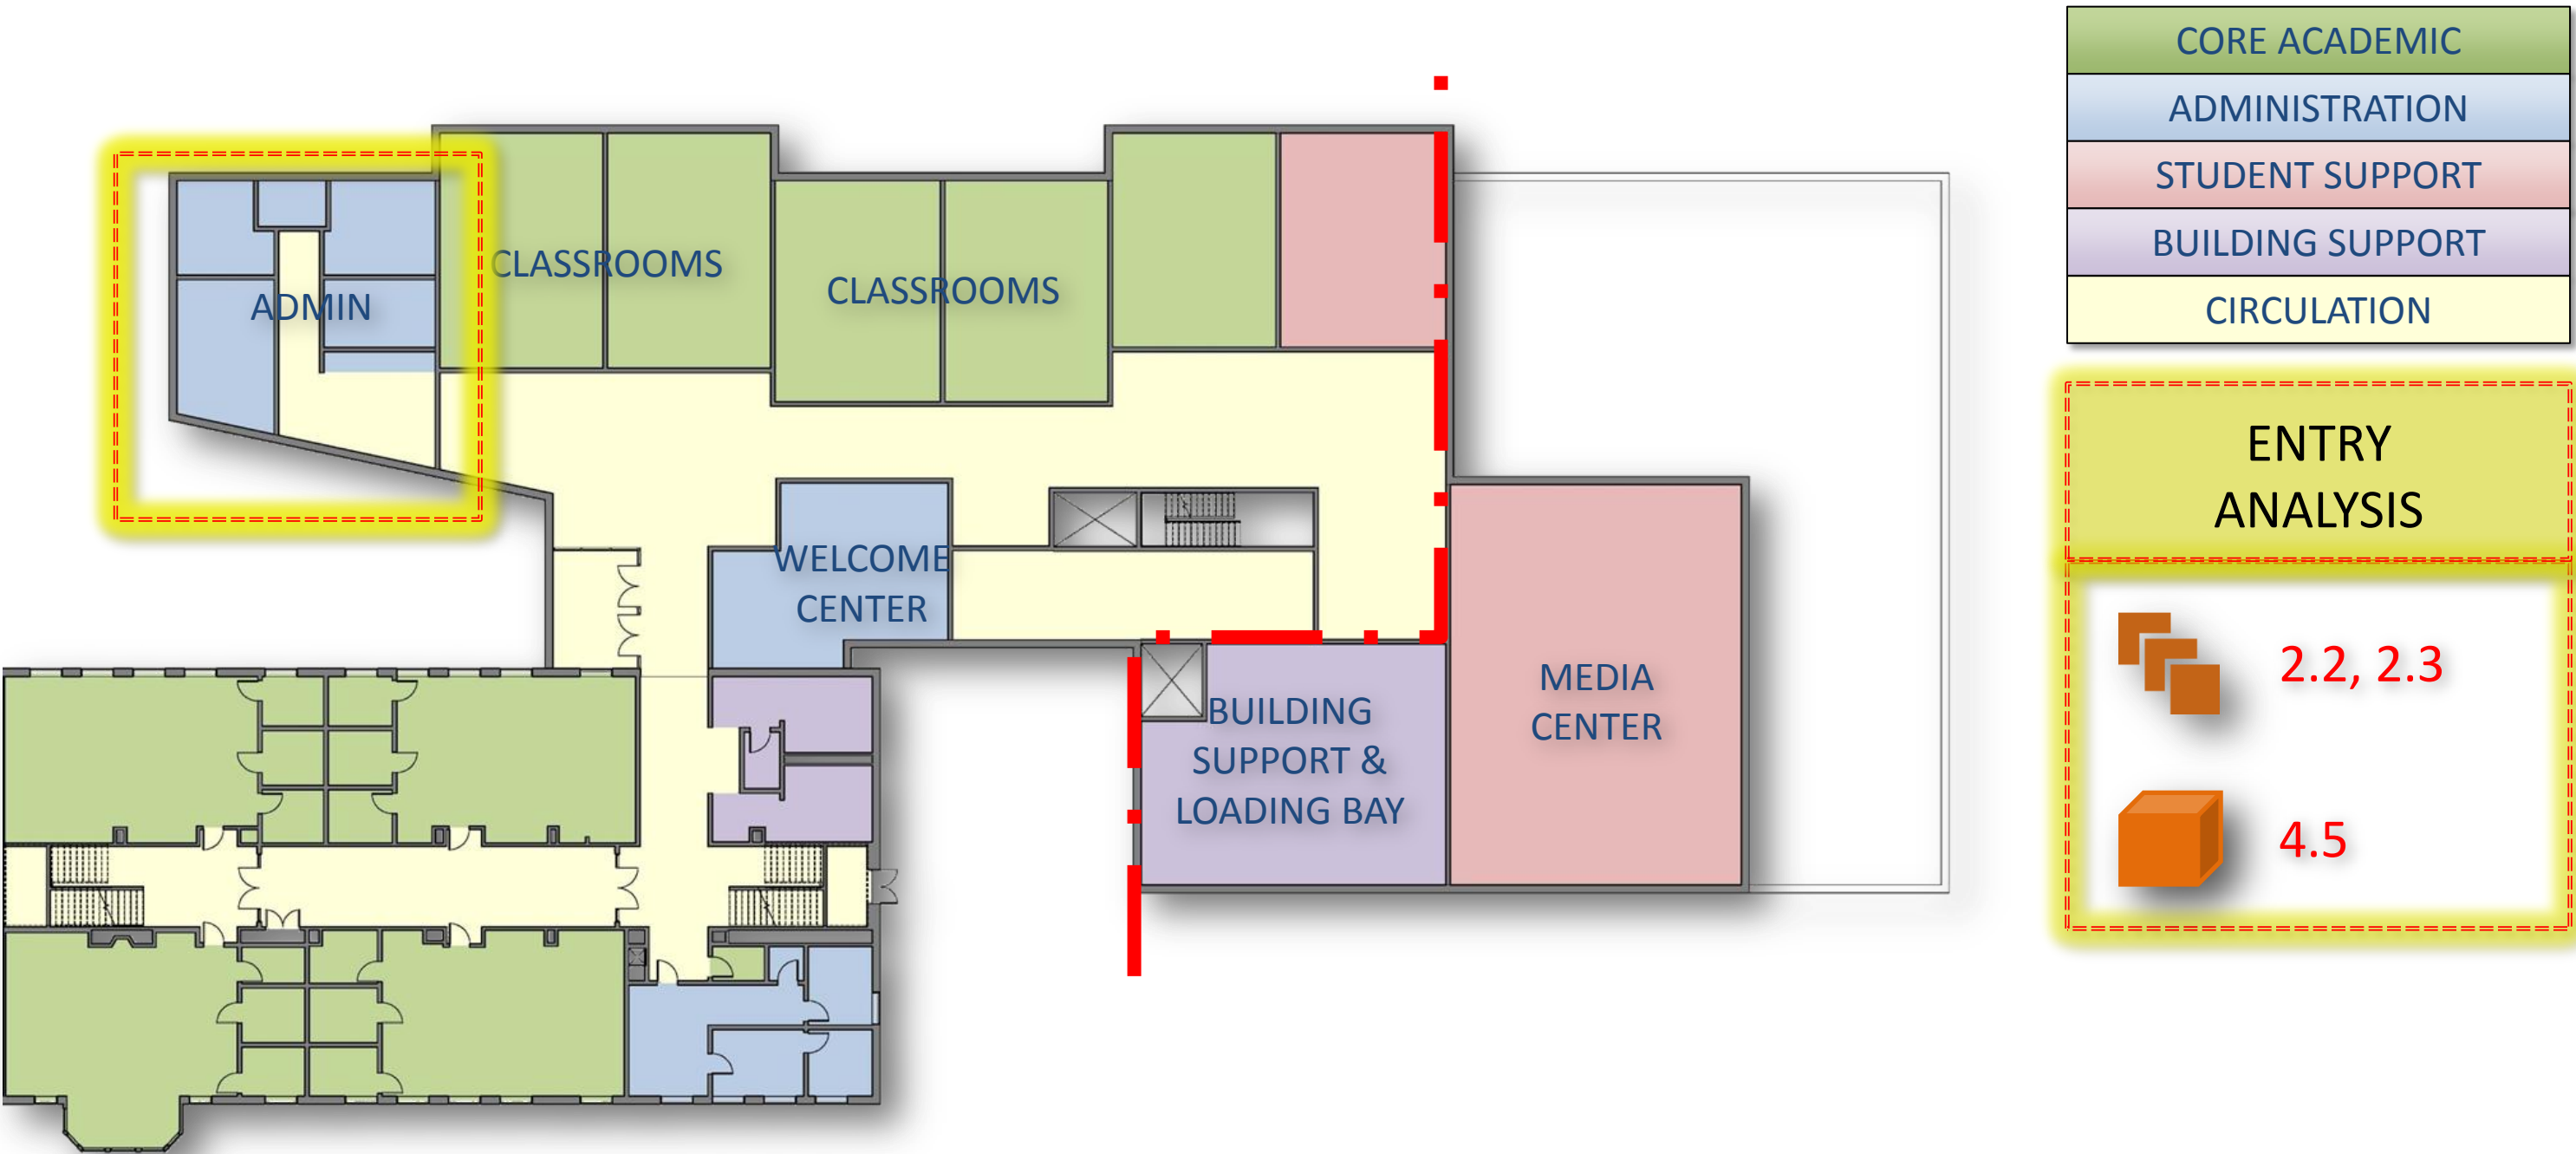 CORE ACADEMIC
ADMINISTRATION
STUDENT SUPPORT
BUILDING SUPPORT
CIRCULATION
CLASSROOMS
CLASSROOMS
ADMIN
WELCOME
CENTER
BUILDING
SUPPORT &
LOADING BAY
MEDIA
CENTER
ENTRY
ANALYSIS
2.2, 2.3
4.5